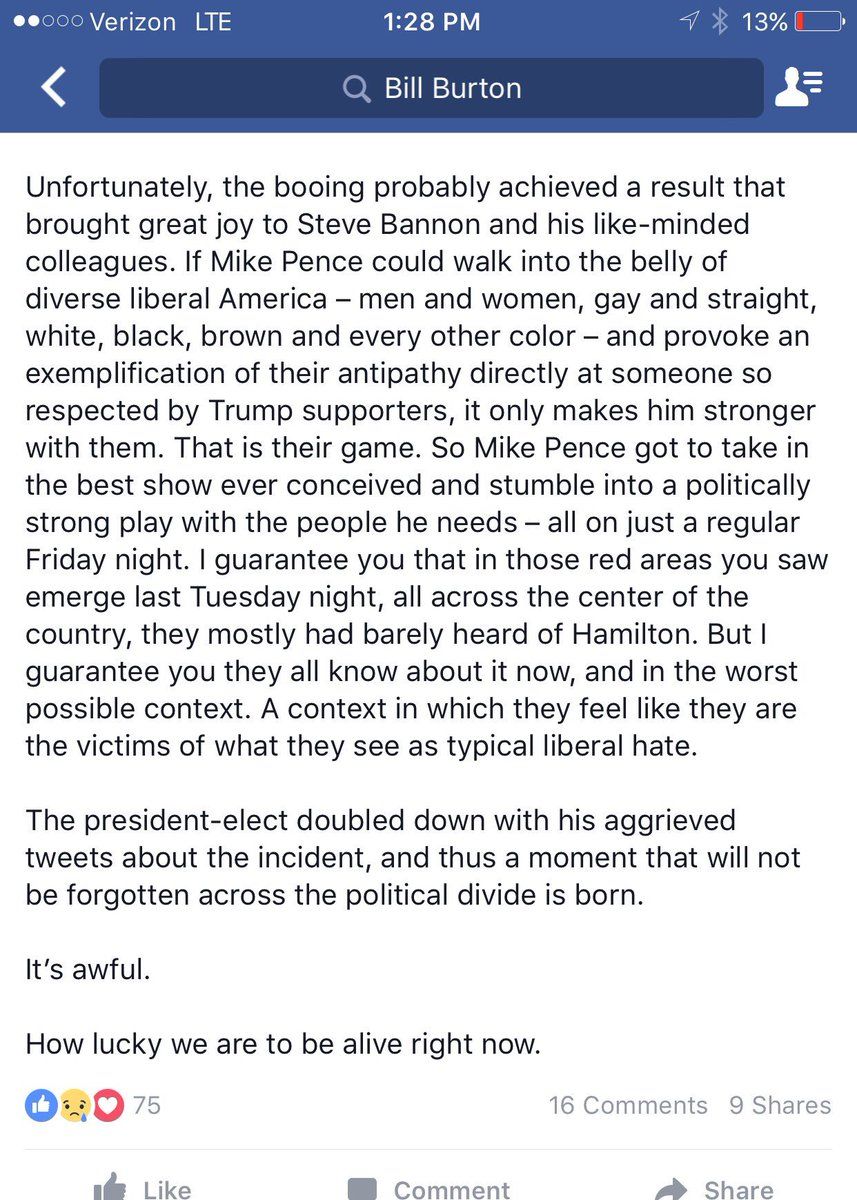 Verizon LTE 1:28 PM 13%
Bill Burton
Unfortunately, the booing probably achieved a result that
brought great joy to Steve Bannon and his like-minded
colleagues. If Mike Pence could walk into the belly of
diverse liberal America – men and women, gay and straight,
white, black, brown and every other color – and provoke an
exemplification of their antipathy directly at someone so
respected by Trump supporters, it only makes him stronger
with them. That is their game. So Mike Pence got to take in
the best show ever conceived and stumble into a politically
strong play with the people he needs – all on just a regular
Friday night. I guarantee you that in those red areas you saw
emerge last Tuesday night, all across the center of the
country, they mostly had barely heard of Hamilton. But I
guarantee you they all know about it now, and in the worst
possible context. A context in which they feel like they are
the victims of what they see as typical liberal hate.
The president-elect doubled down with his aggrieved
tweets about the incident, and thus a moment that will not
be forgotten across the political divide is born.
It’s awful.
How lucky we are to be alive right now.
75 16 Comments 9 Shares
Like Comment Share